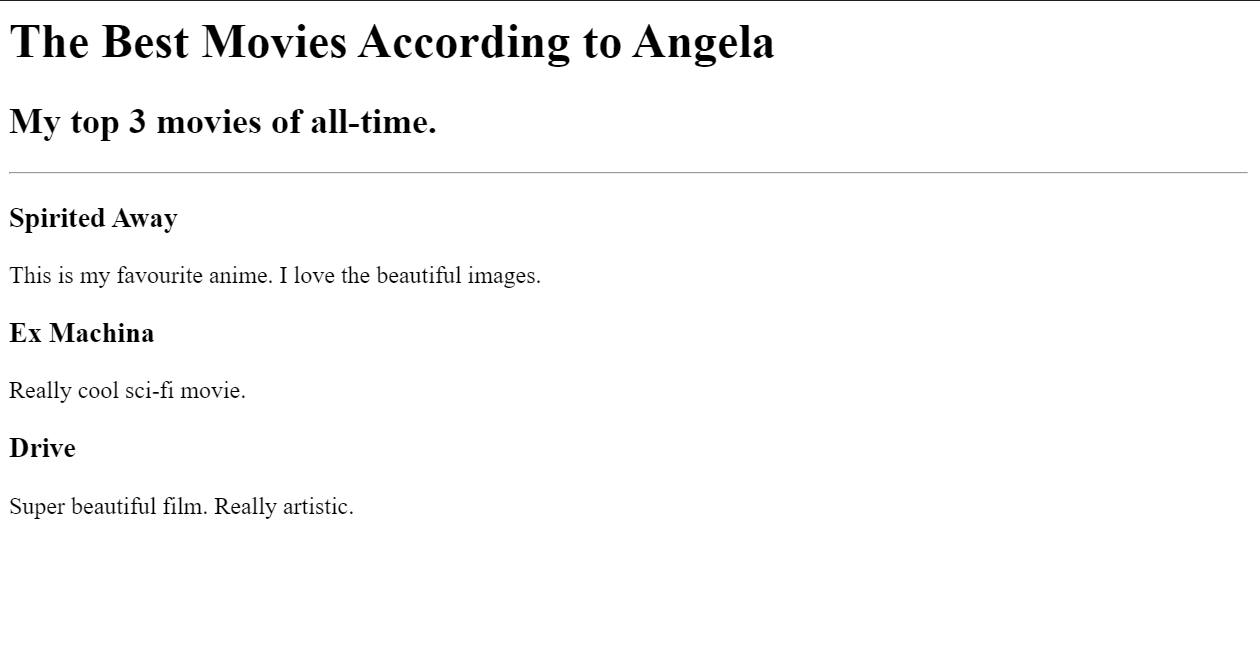 The Best Movies According to Angela
My top 3 movies of all-time.
Spirited Away
This is my favourite anime. I love the beautiful images.
Ex Machina
Really cool sci-fi movie.
Drive
Super beautiful film. Really artistic.